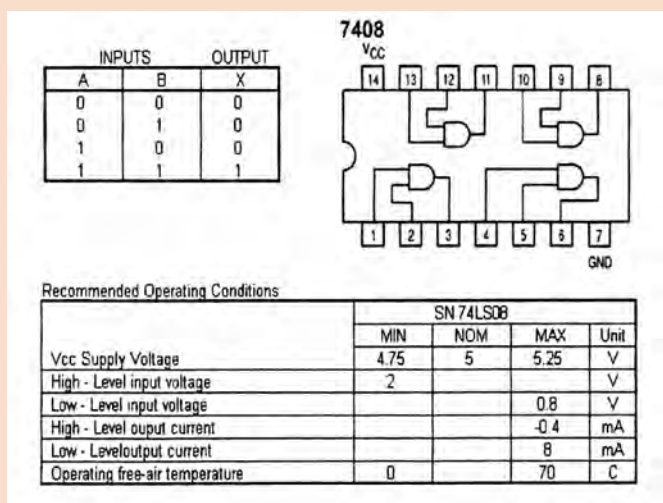 7408
INPUTS OUTPUT
A B X
0 0 0
0 1 0
1 0 0
1 1 1
VCC
14 13 12 11 10 9 8
1 2 3 4 5 6 7
GND
Recommended Operating Conditions
SN 74LS08
MIN NOM MAX Unit
Vcc Supply Voltage 4.75 5 5.25 V
High - Level input voltage 2 V
Low - Level input voltage 0.8 V
High - Level ouput current -0.4 mA
Low - Leveloutput current 8 mA
Operating free-air temperature 0 70 C